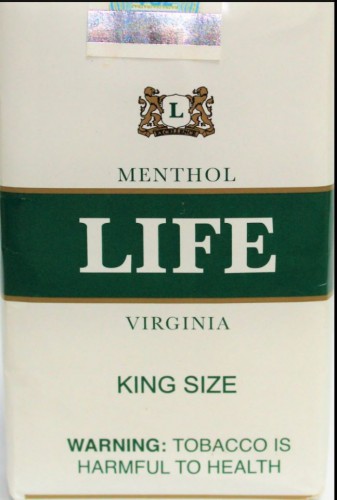 L
MENTHOL
LIFE
VIRGINIA
KING SIZE
WARNING: TOBACCO IS
HARMFUL TO HEALTH